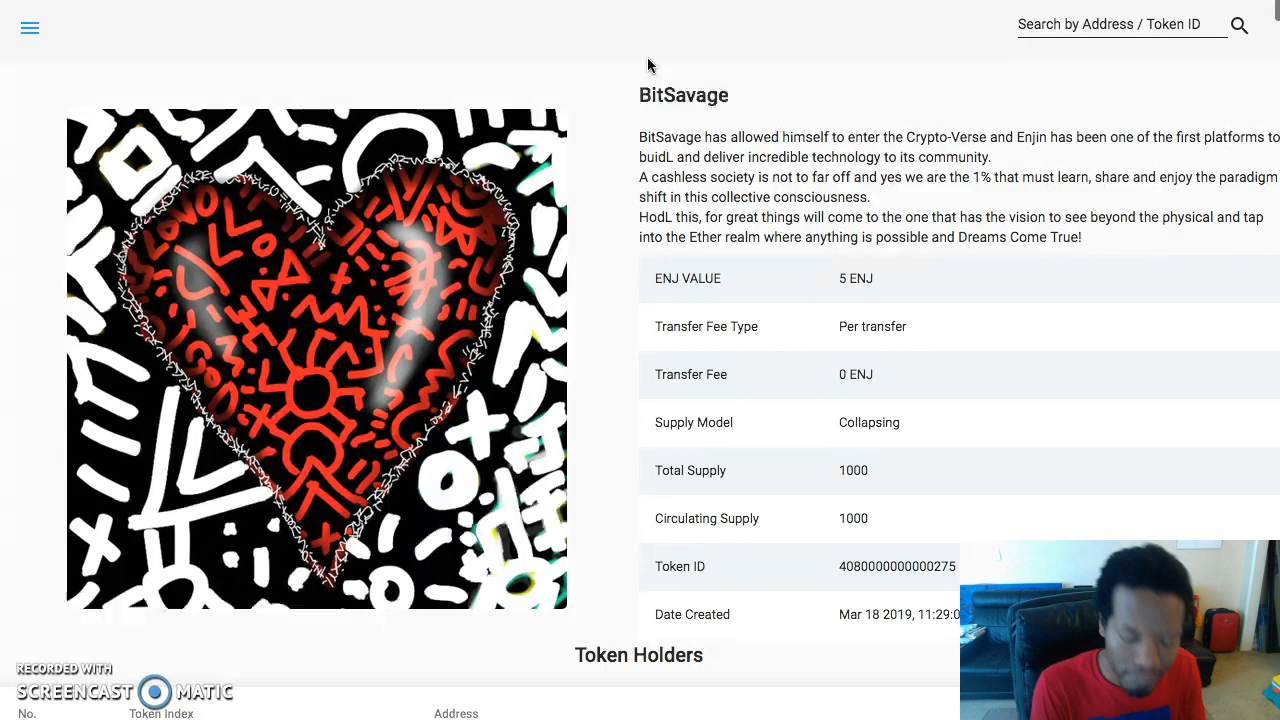 Search by Address / Token ID
BitSavage
BitSavage has allowed himself to enter the Crypto-Verse and Enjin has been one of the first platforms to
buidL and deliver incredible technology to its community.
A cashless society is not to far off and yes we are the 1% that must learn, share and enjoy the paradigm
shift in this collective consciousness.
HodL this, for great things will come to the one that has the vision to see beyond the physical and tap
into the Ether realm where anything is possible and Dreams Come True!
ENJ VALUE 5 ENJ
Transfer Fee Type Per transfer
Transfer Fee 0 ENJ
Supply Model Collapsing
Total Supply 1000
Circulating Supply 1000
Token ID 4080000000000275
Date Created Mar 18 2019, 11:29:0
Token Holders
No. Token Index Address
RECORDED WITH
SCREENCAST MATIC